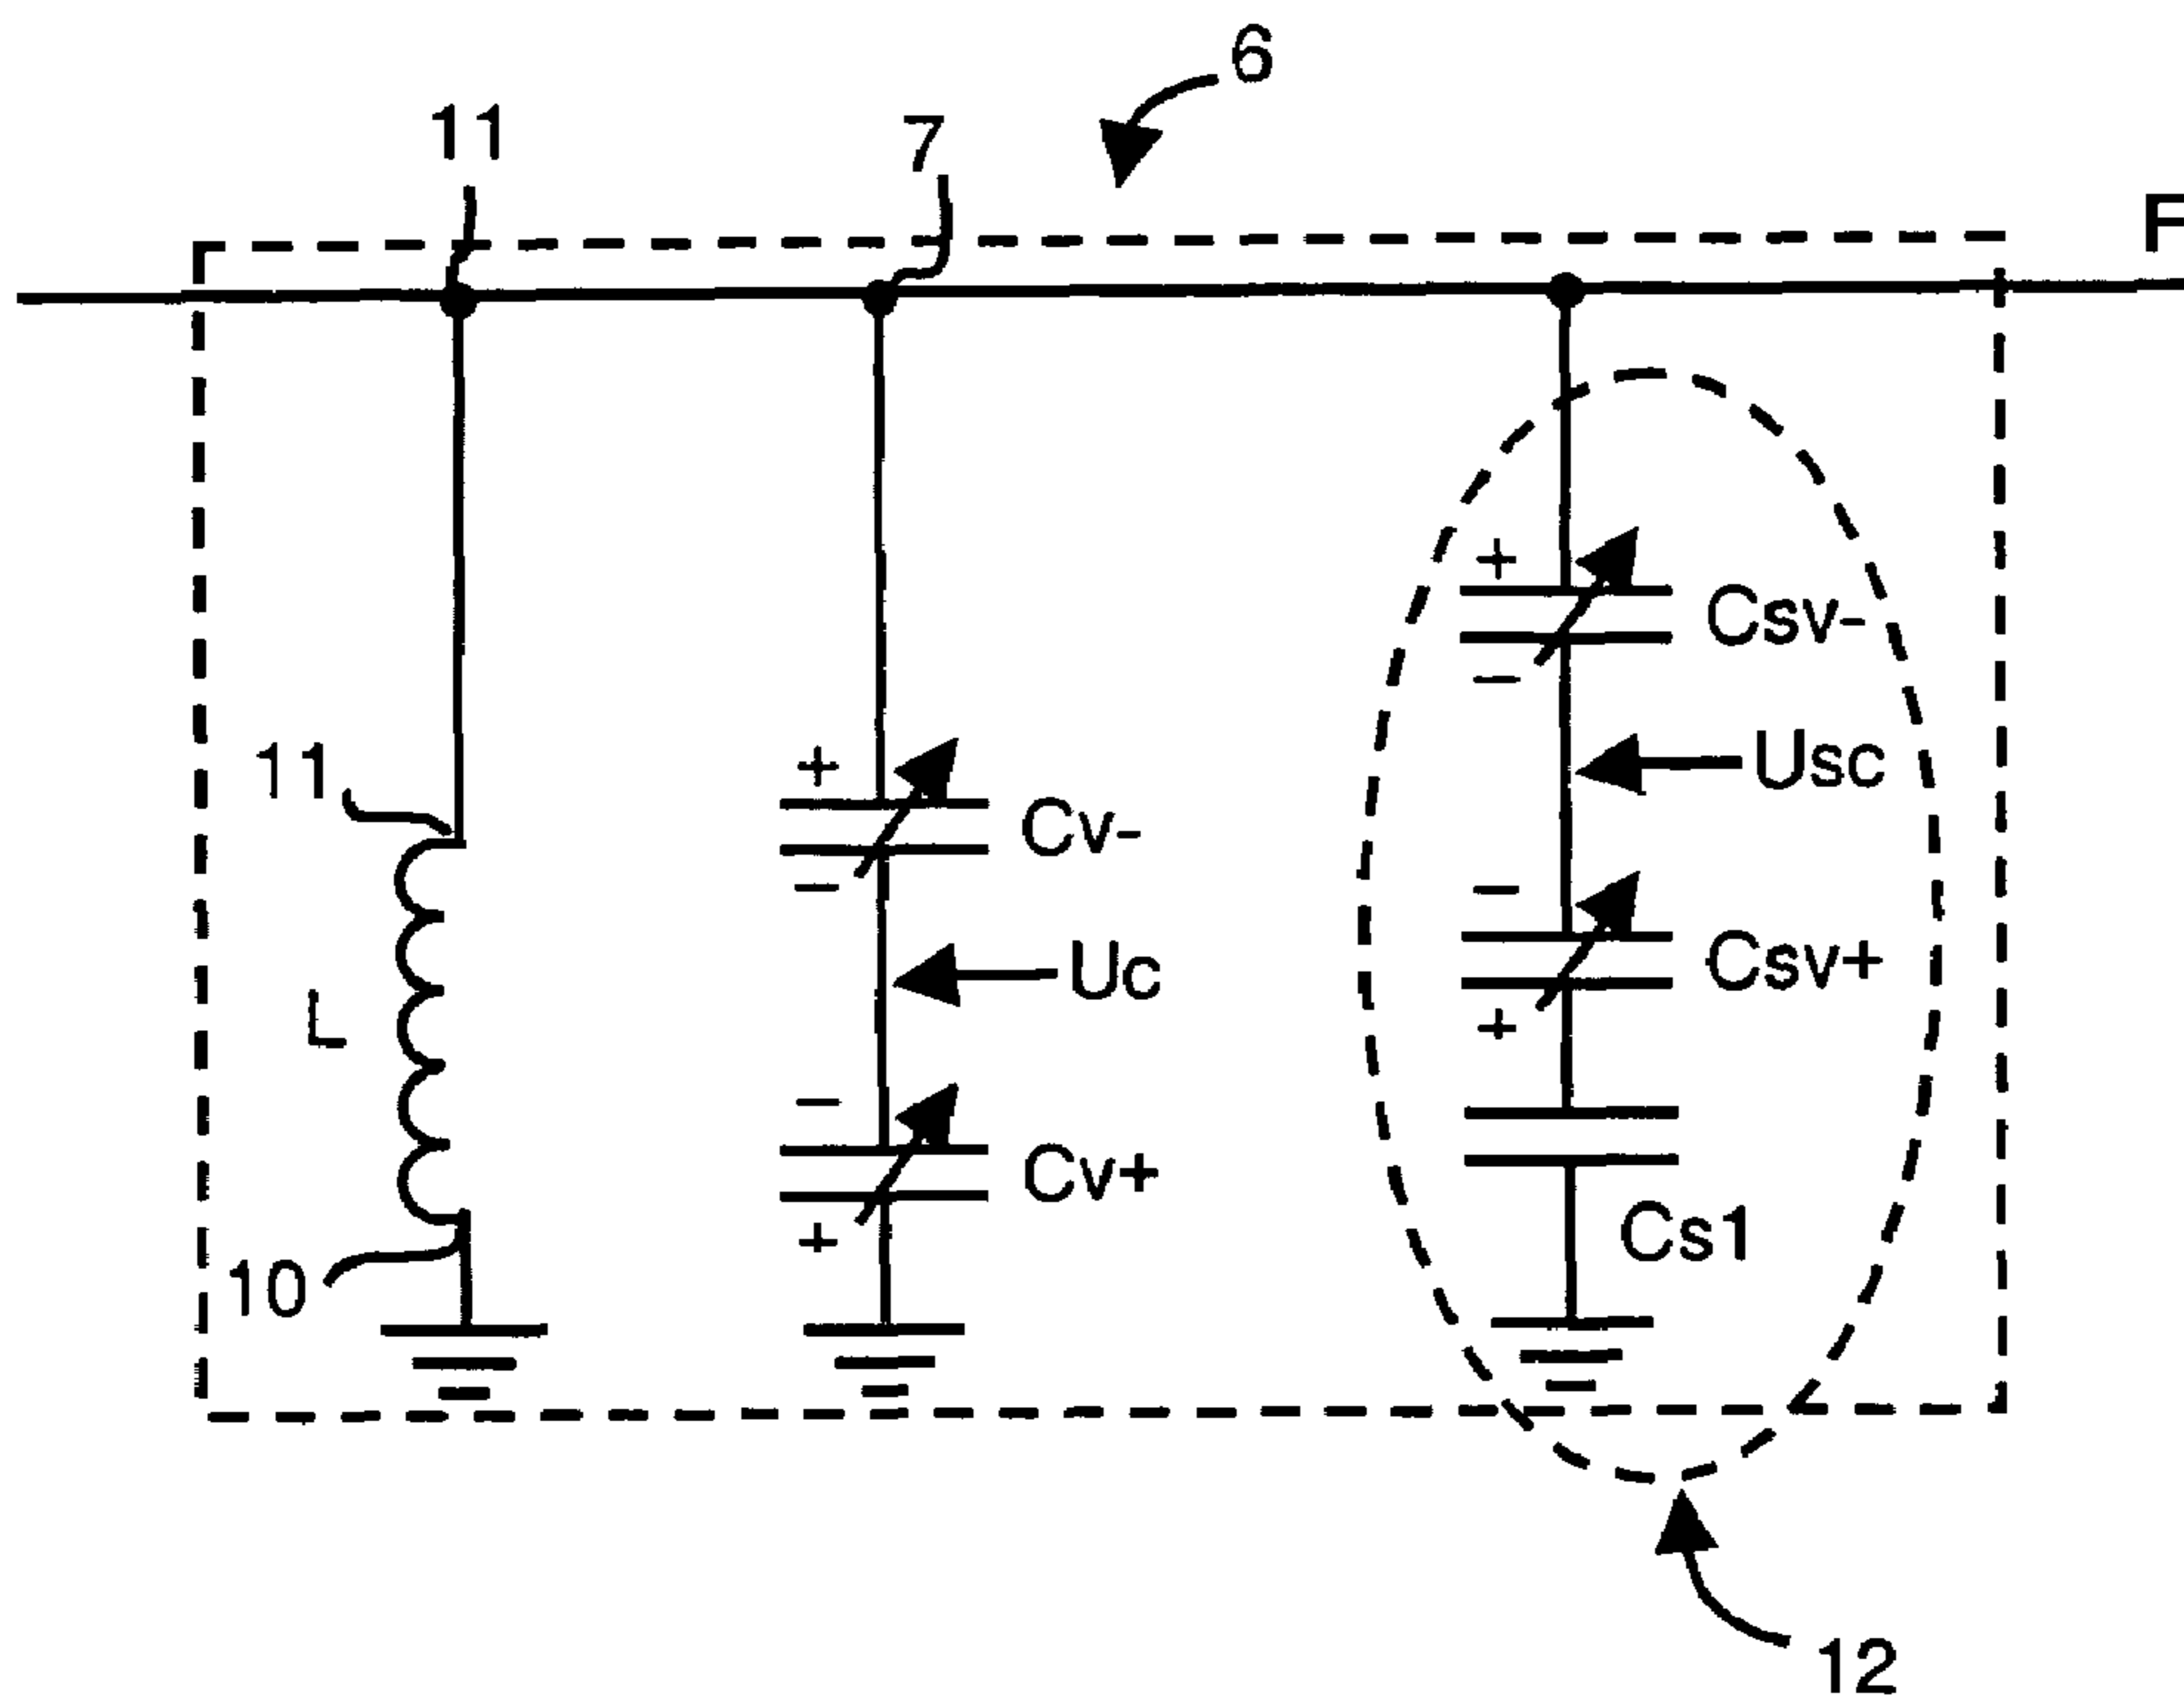 6
11
7
F
+
Csv-
−
Usc
11
+
Cv-
−
−
Csv+
+
L
Uc
−
Cv+
+
Cs1
10
12